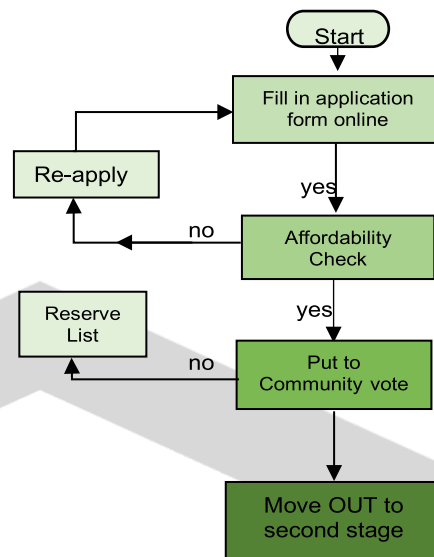 Start
Fill in application
form online
yes
Re-apply
no
Affordability
Check
yes
Reserve
List
no
Put to
Community vote
Move OUT to
second stage